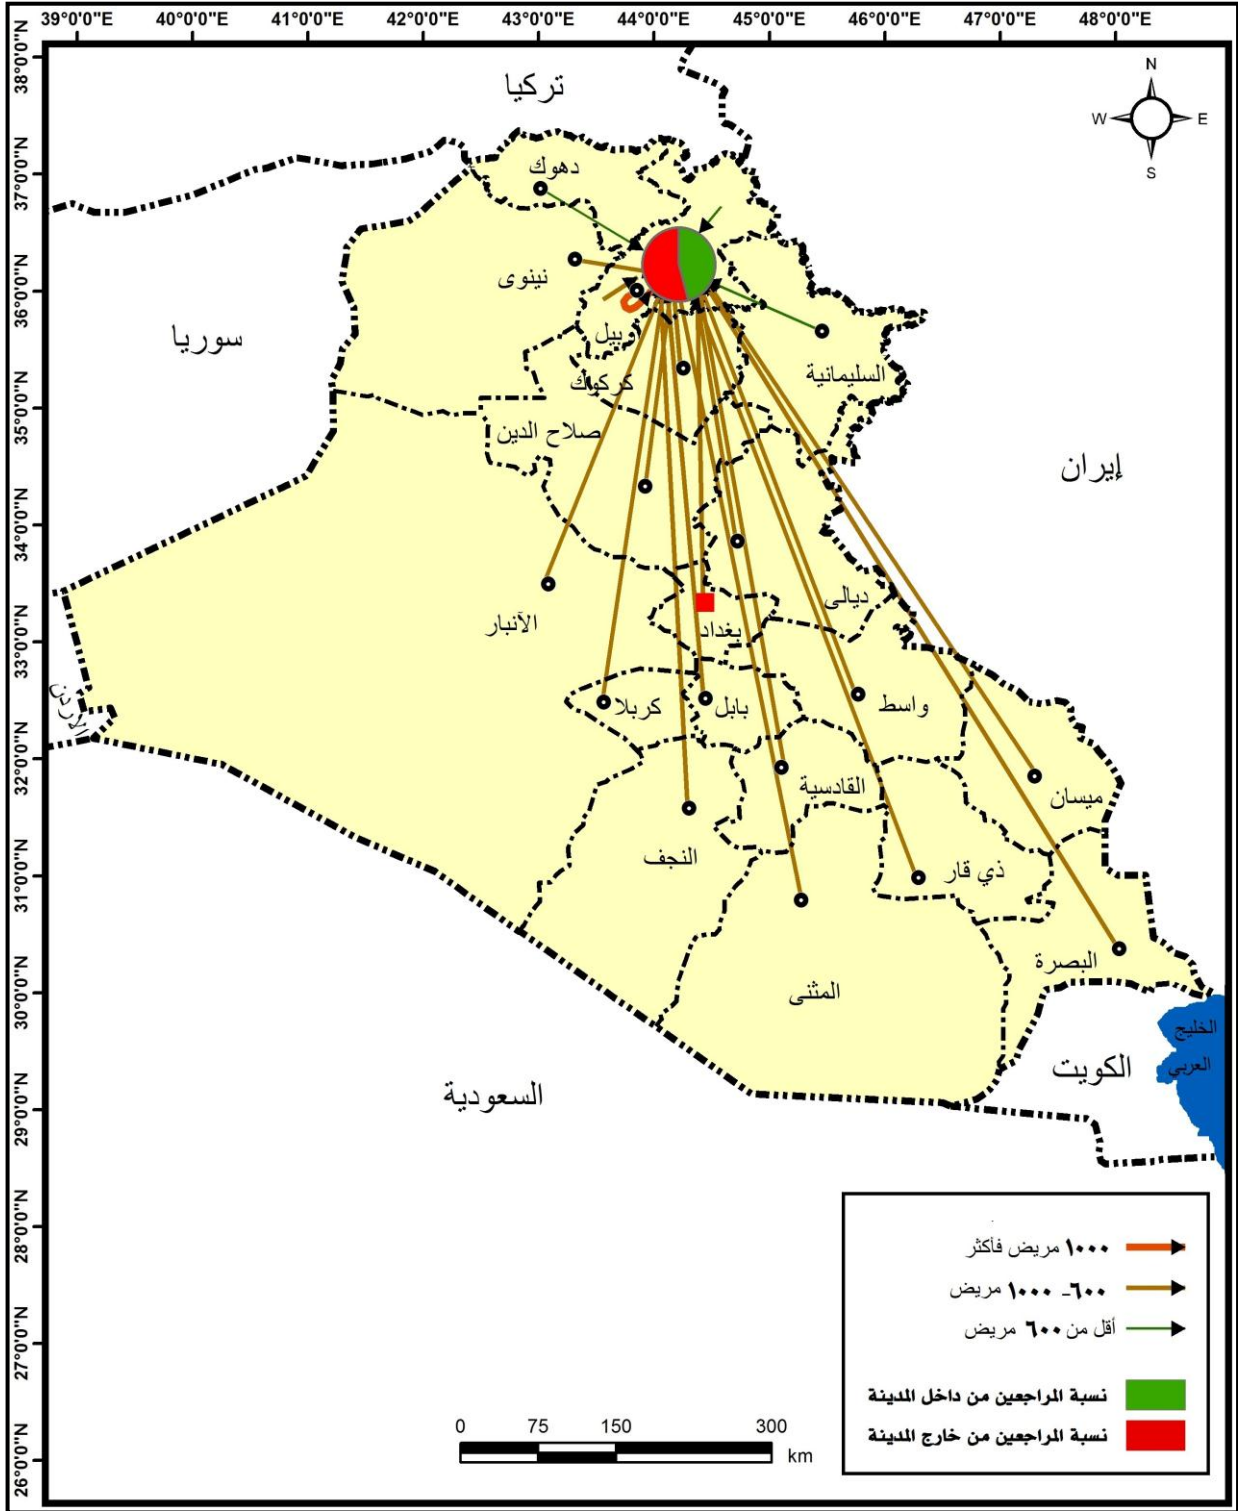 39°0'0"E 40°0'0"E 41°0'0"E 42°0'0"E 43°0'0"E 44°0'0"E 45°0'0"E 46°0'0"E 47°0'0"E 48°0'0"E
38°0'0"N
37°0'0"N
36°0'0"N
35°0'0"N
34°0'0"N
33°0'0"N
32°0'0"N
31°0'0"N
30°0'0"N
29°0'0"N
28°0'0"N
27°0'0"N
26°0'0"N
N
W E
S
تركيا
دهوك
نينوى
سوريا
اربيل
السليمانية
كركوك
صلاح الدين
إيران
ديالى
الآنبار
بغداد
الاردن
كربلا
بابل
واسط
القادسية
ميسان
النجف
ذي قار
البصرة
المثنى
الخليج
العربي
الكويت
السعودية
١٠٠٠ مريض فأكثر
٦٠٠- ١٠٠٠ مريض
أقل من ٦٠٠ مريض
نسبة المراجعين من داخل المدينة
نسبة المراجعين من خارج المدينة
0 75 150 300
km